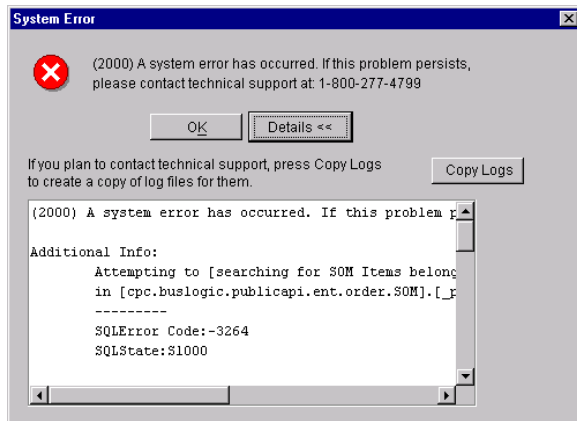 System Error
(2000) A system error has occurred. If this problem persists,
please contact technical support at: 1-800-277-4799
OK
Details <<
If you plan to contact technical support, press Copy Logs
to create a copy of log files for them.
Copy Logs
(2000) A system error has occurred. If this problem p
Additional Info:
Attempting to [searching for SOM Items belong
in [cpc.buslogic.publicapi.ent.order.SOM].[_p
---------
SQLError Code:-3264
SQLState:S1000